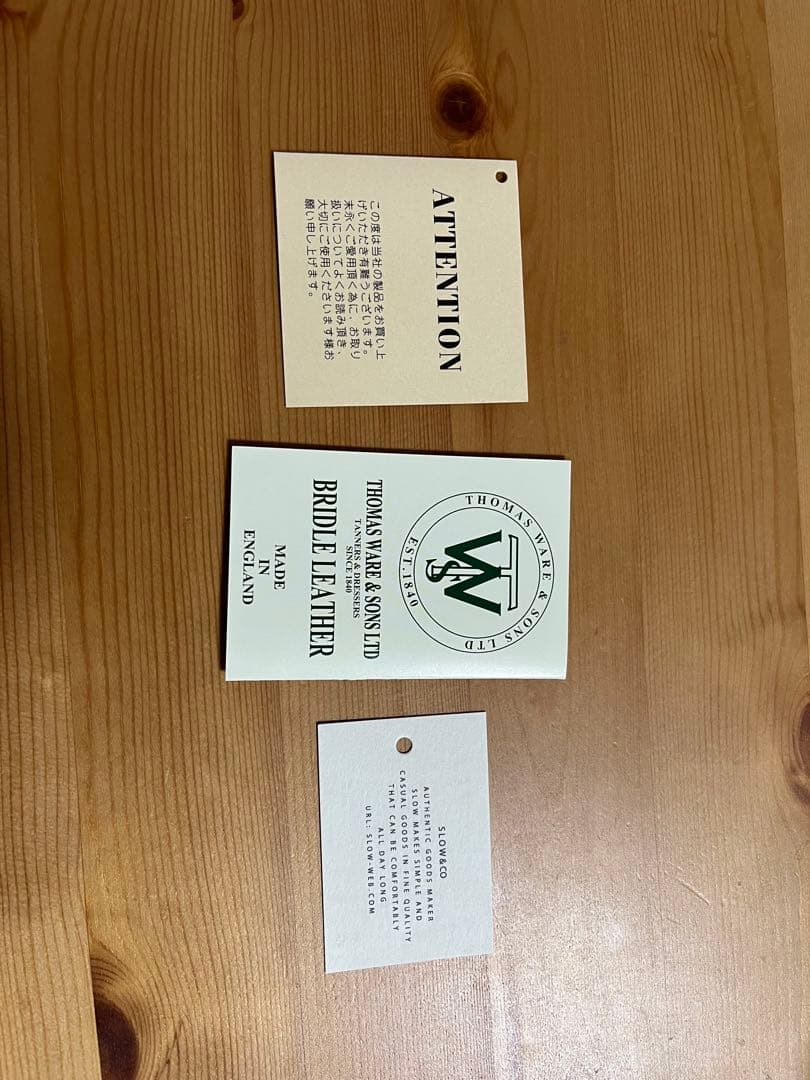 ATTENTION
この度は当社の製品をお買い上
げいただき有難うございます。
末永くご愛用頂く為に、お取り
扱いについてよくお読み頂き、
大切にご使用くださいます様お
願い申し上げます。
THOMAS WARE & SONS LTD
EST.1840
TWS
THOMAS WARE & SONS LTD
TANNERS & DRESSERS
SINCE 1840
BRIDLE LEATHER
MADE
IN
ENGLAND
SLOW&CO
AUTHENTIC GOODS MAKER
SLOW MAKES SIMPLE AND
CASUAL GOODS IN FINE QUALITY
THAT CAN BE COMFORTABLY
ALL DAY LONG
URL: SLOW-WEB.COM